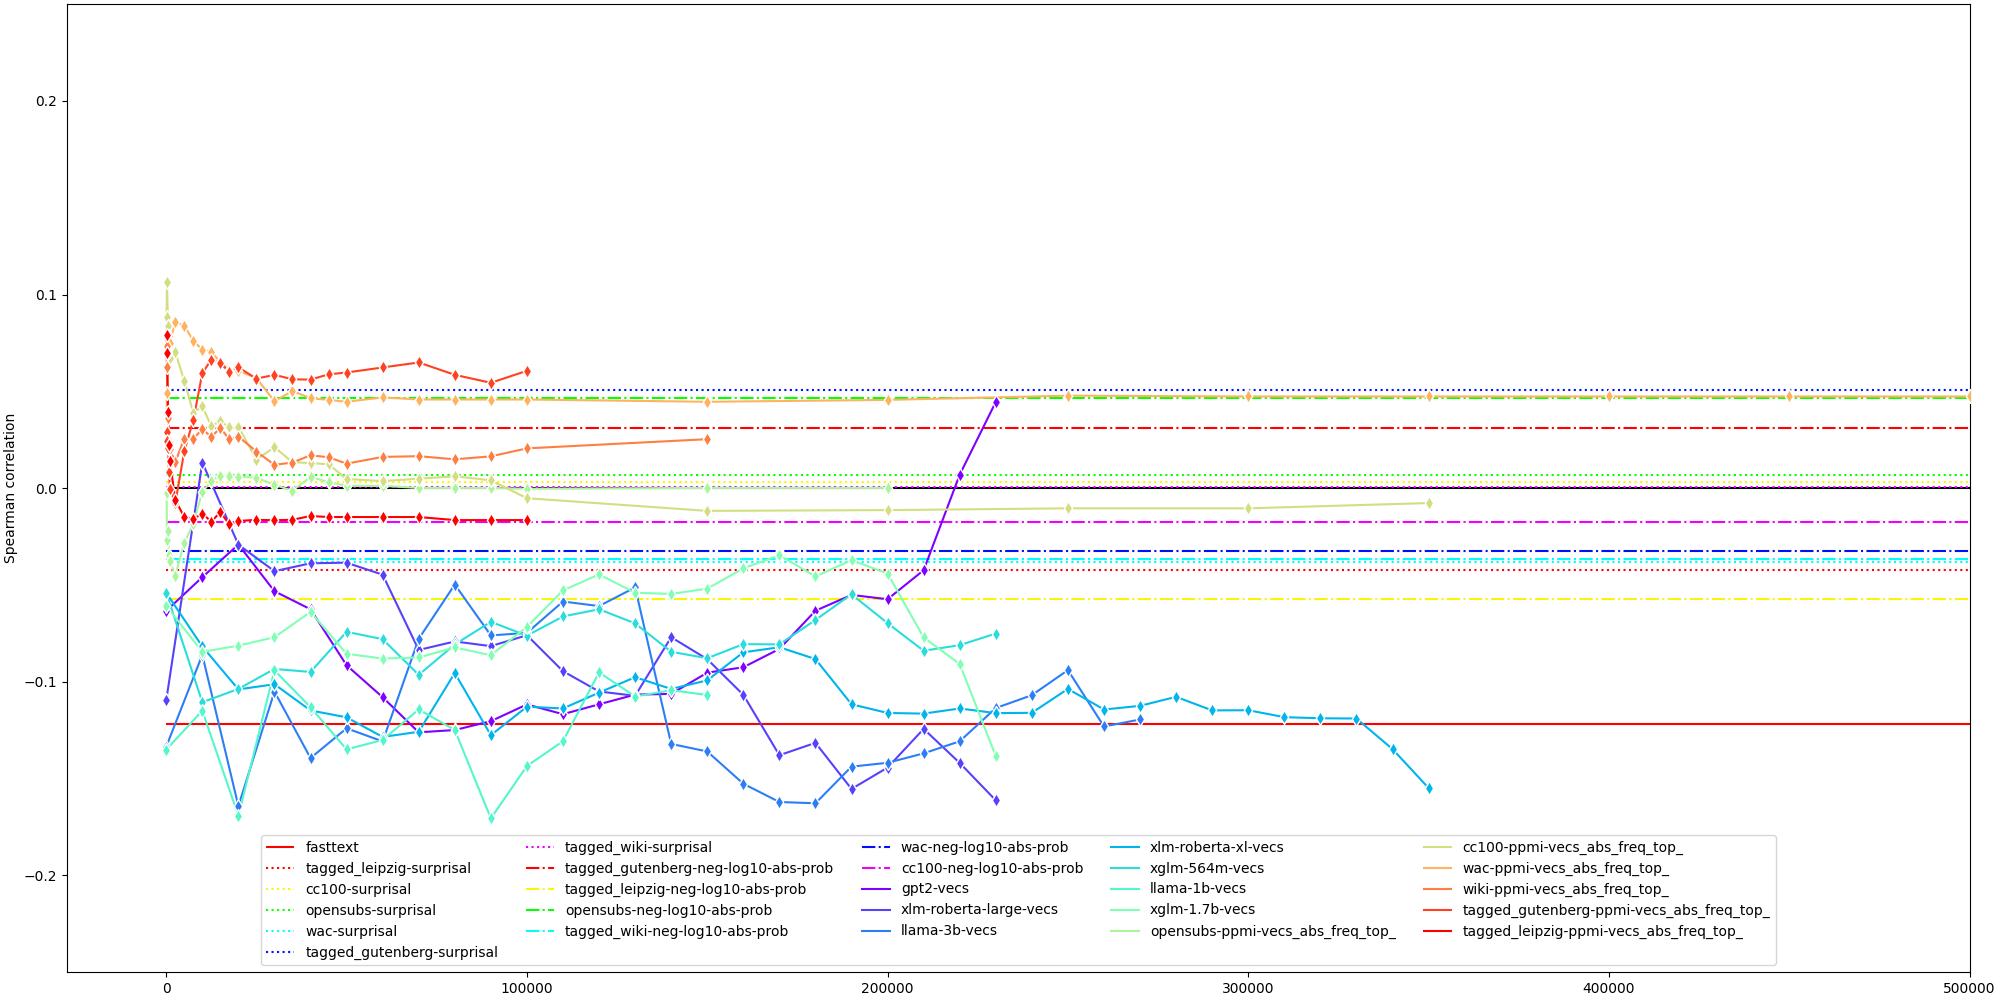 0.2
0.1
0.0
−0.1
−0.2
Spearman correlation
fasttext
tagged_leipzig-surprisal
cc100-surprisal
opensubs-surprisal
wac-surprisal
tagged_gutenberg-surprisal
tagged_wiki-surprisal
tagged_gutenberg-neg-log10-abs-prob
tagged_leipzig-neg-log10-abs-prob
opensubs-neg-log10-abs-prob
tagged_wiki-neg-log10-abs-prob
wac-neg-log10-abs-prob
cc100-neg-log10-abs-prob
gpt2-vecs
xlm-roberta-large-vecs
llama-3b-vecs
xlm-roberta-xl-vecs
xglm-564m-vecs
llama-1b-vecs
xglm-1.7b-vecs
opensubs-ppmi-vecs_abs_freq_top_
cc100-ppmi-vecs_abs_freq_top_
wac-ppmi-vecs_abs_freq_top_
wiki-ppmi-vecs_abs_freq_top_
tagged_gutenberg-ppmi-vecs_abs_freq_top_
tagged_leipzig-ppmi-vecs_abs_freq_top_
0 100000 200000 300000 400000 500000